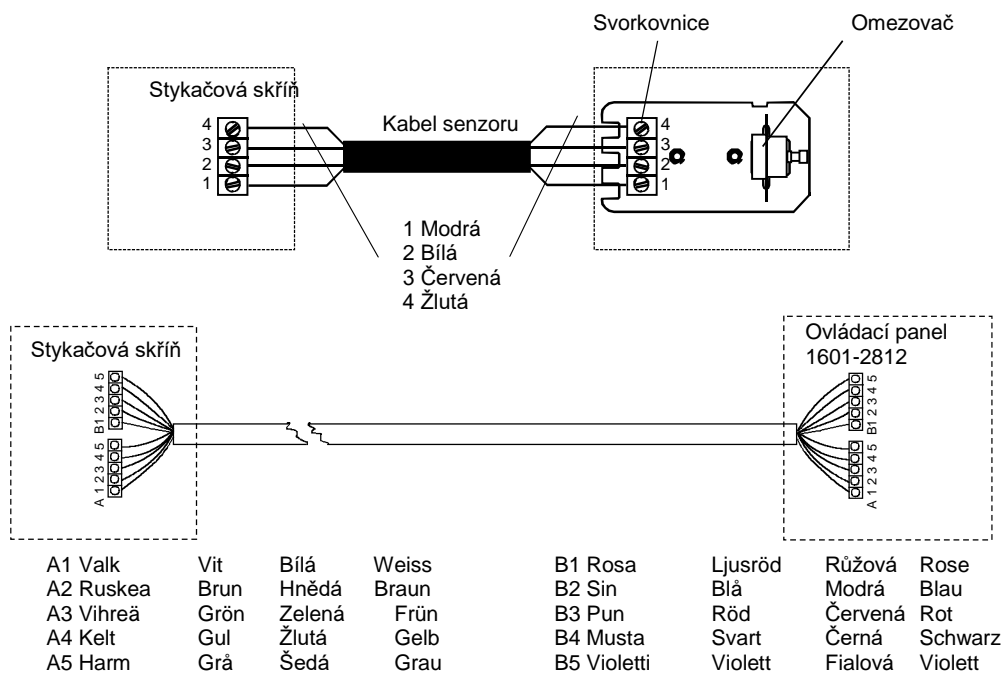 Svorkovnice Omezovač
Stykačová skříň
Kabel senzoru
4 4
3 3
2 2
1 1
1 Modrá
2 Bílá
3 Červená
4 Žlutá
Stykačová skříň
Ovládací panel
1601-2812
B1 2 3 4 5
A 1 2 3 4 5
B1 2 3 4 5
A 1 2 3 4 5
A1 Valk Vit Bílá Weiss B1 Rosa Ljusröd Růžová Rose
A2 Ruskea Brun Hnědá Braun B2 Sin Blå Modrá Blau
A3 Vihreä Grön Zelená Frün B3 Pun Röd Červená Rot
A4 Kelt Gul Žlutá Gelb B4 Musta Svart Černá Schwarz
A5 Harm Grå Šedá Grau B5 Violetti Violett Fialová Violett